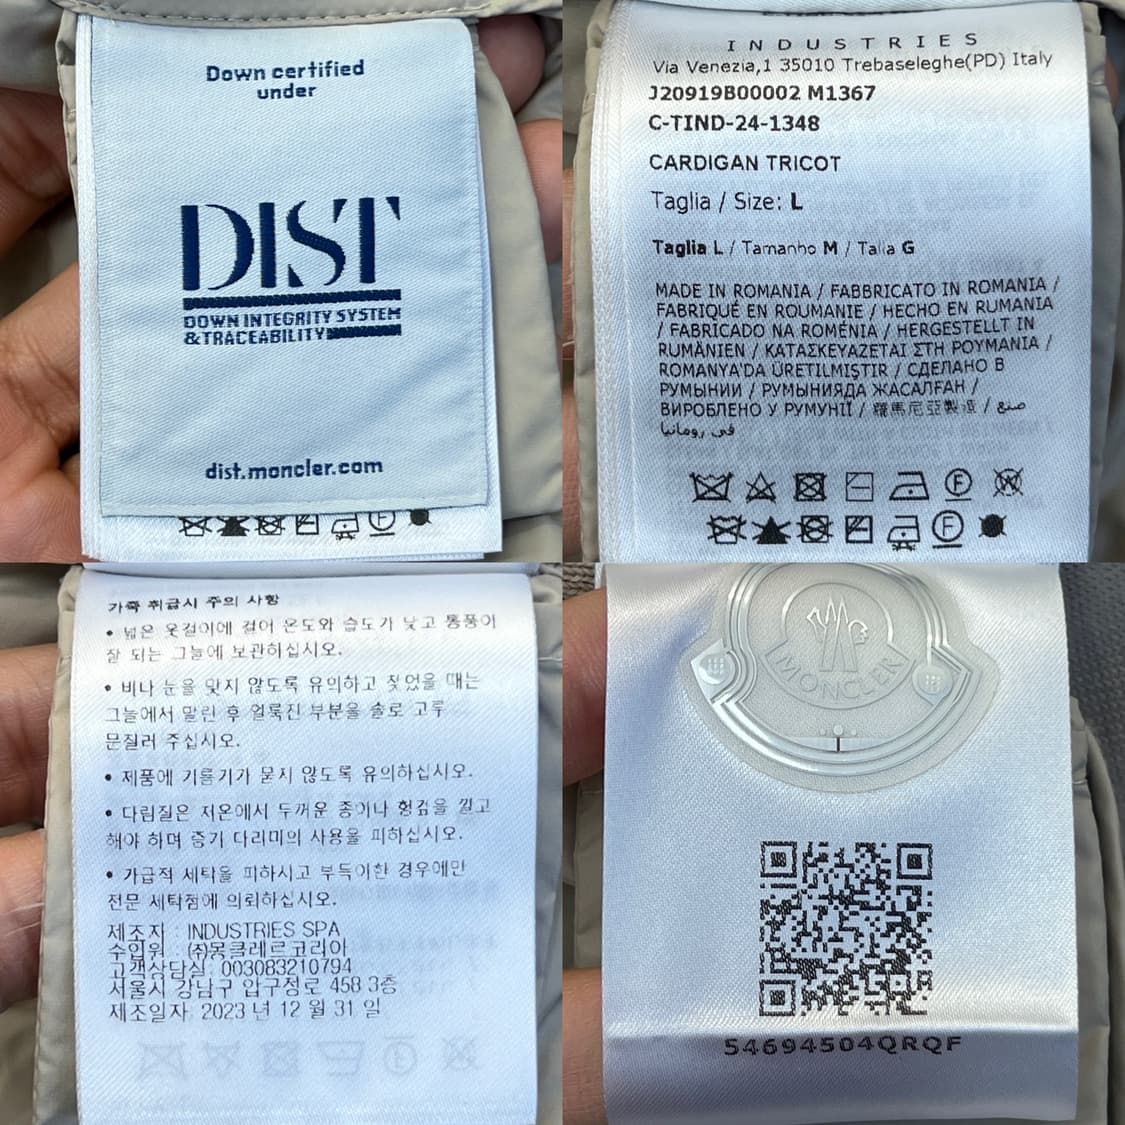 Down certified
under
DIST
DOWN INTEGRITY SYSTEM
&TRACEABILITY
dist.moncler.com
INDUSTRIES
Via Venezia,1 35010 Trebaseleghe(PD) Italy
J20919B00002 M1367
C-TIND-24-1348
CARDIGAN TRICOT
Taglia / Size: L
Taglia L / Tamanho M / Talla G
MADE IN ROMANIA / FABBRICATO IN ROMANIA /
FABRIQUÉ EN ROUMANIE / HECHO EN RUMANIA
/ FABRICADO NA ROMÉNIA / HERGESTELLT IN
RUMÄNIEN / ΚΑΤΑΣΚΕΥΑΖΕΤΑΙ ΣΤΗ ΡΟΥΜΑΝΙΑ /
ROMANYA'DA ÜRETILMIŞTIR / СДЕЛАНО В
РУМЫНИИ / РУМЫНИЯДА ЖАСАЛҒАН /
ВИРОБЛЕНО У РУМУНІЇ / 羅馬尼亞製造 / صنع
في رومانيا
F
F
가죽 취급시 주의 사항
• 넓은 옷걸이에 걸어 온도와 습도가 낮고 통풍이
잘 되는 그늘에 보관하십시오.
• 비나 눈을 맞지 않도록 유의하고 젖었을 때는
그늘에서 말린 후 얼룩진 부분을 솔로 고루
문질러 주십시오.
• 제품에 기름기가 묻지 않도록 유의하십시오.
• 다림질은 저온에서 두꺼운 종이나 헝겊을 깔고
해야 하며 증기 다리미의 사용을 피하십시오.
• 가급적 세탁을 피하시고 부득이한 경우에만
전문 세탁점에 의뢰하십시오.
제조자 : INDUSTRIES SPA
수입원 : (주)몽클레르코리아
고객상담실: 003083210794
서울시 강남구 압구정로 458 3층
제조일자: 2023 년 12 월 31 일
MONCLER
54694504QRQF